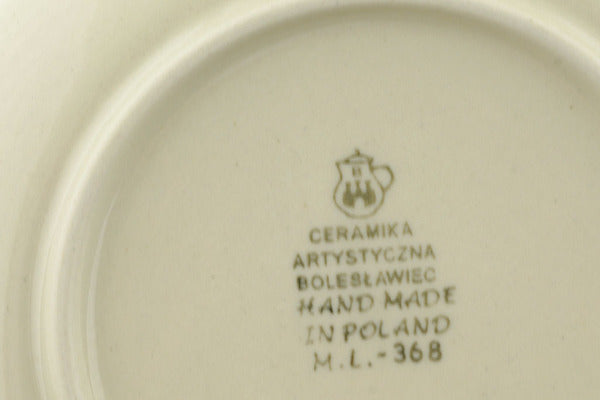 CERAMIKA
ARTYSTYCZNA
BOLESŁAWIEC
HAND MADE
IN POLAND
M.L.-368